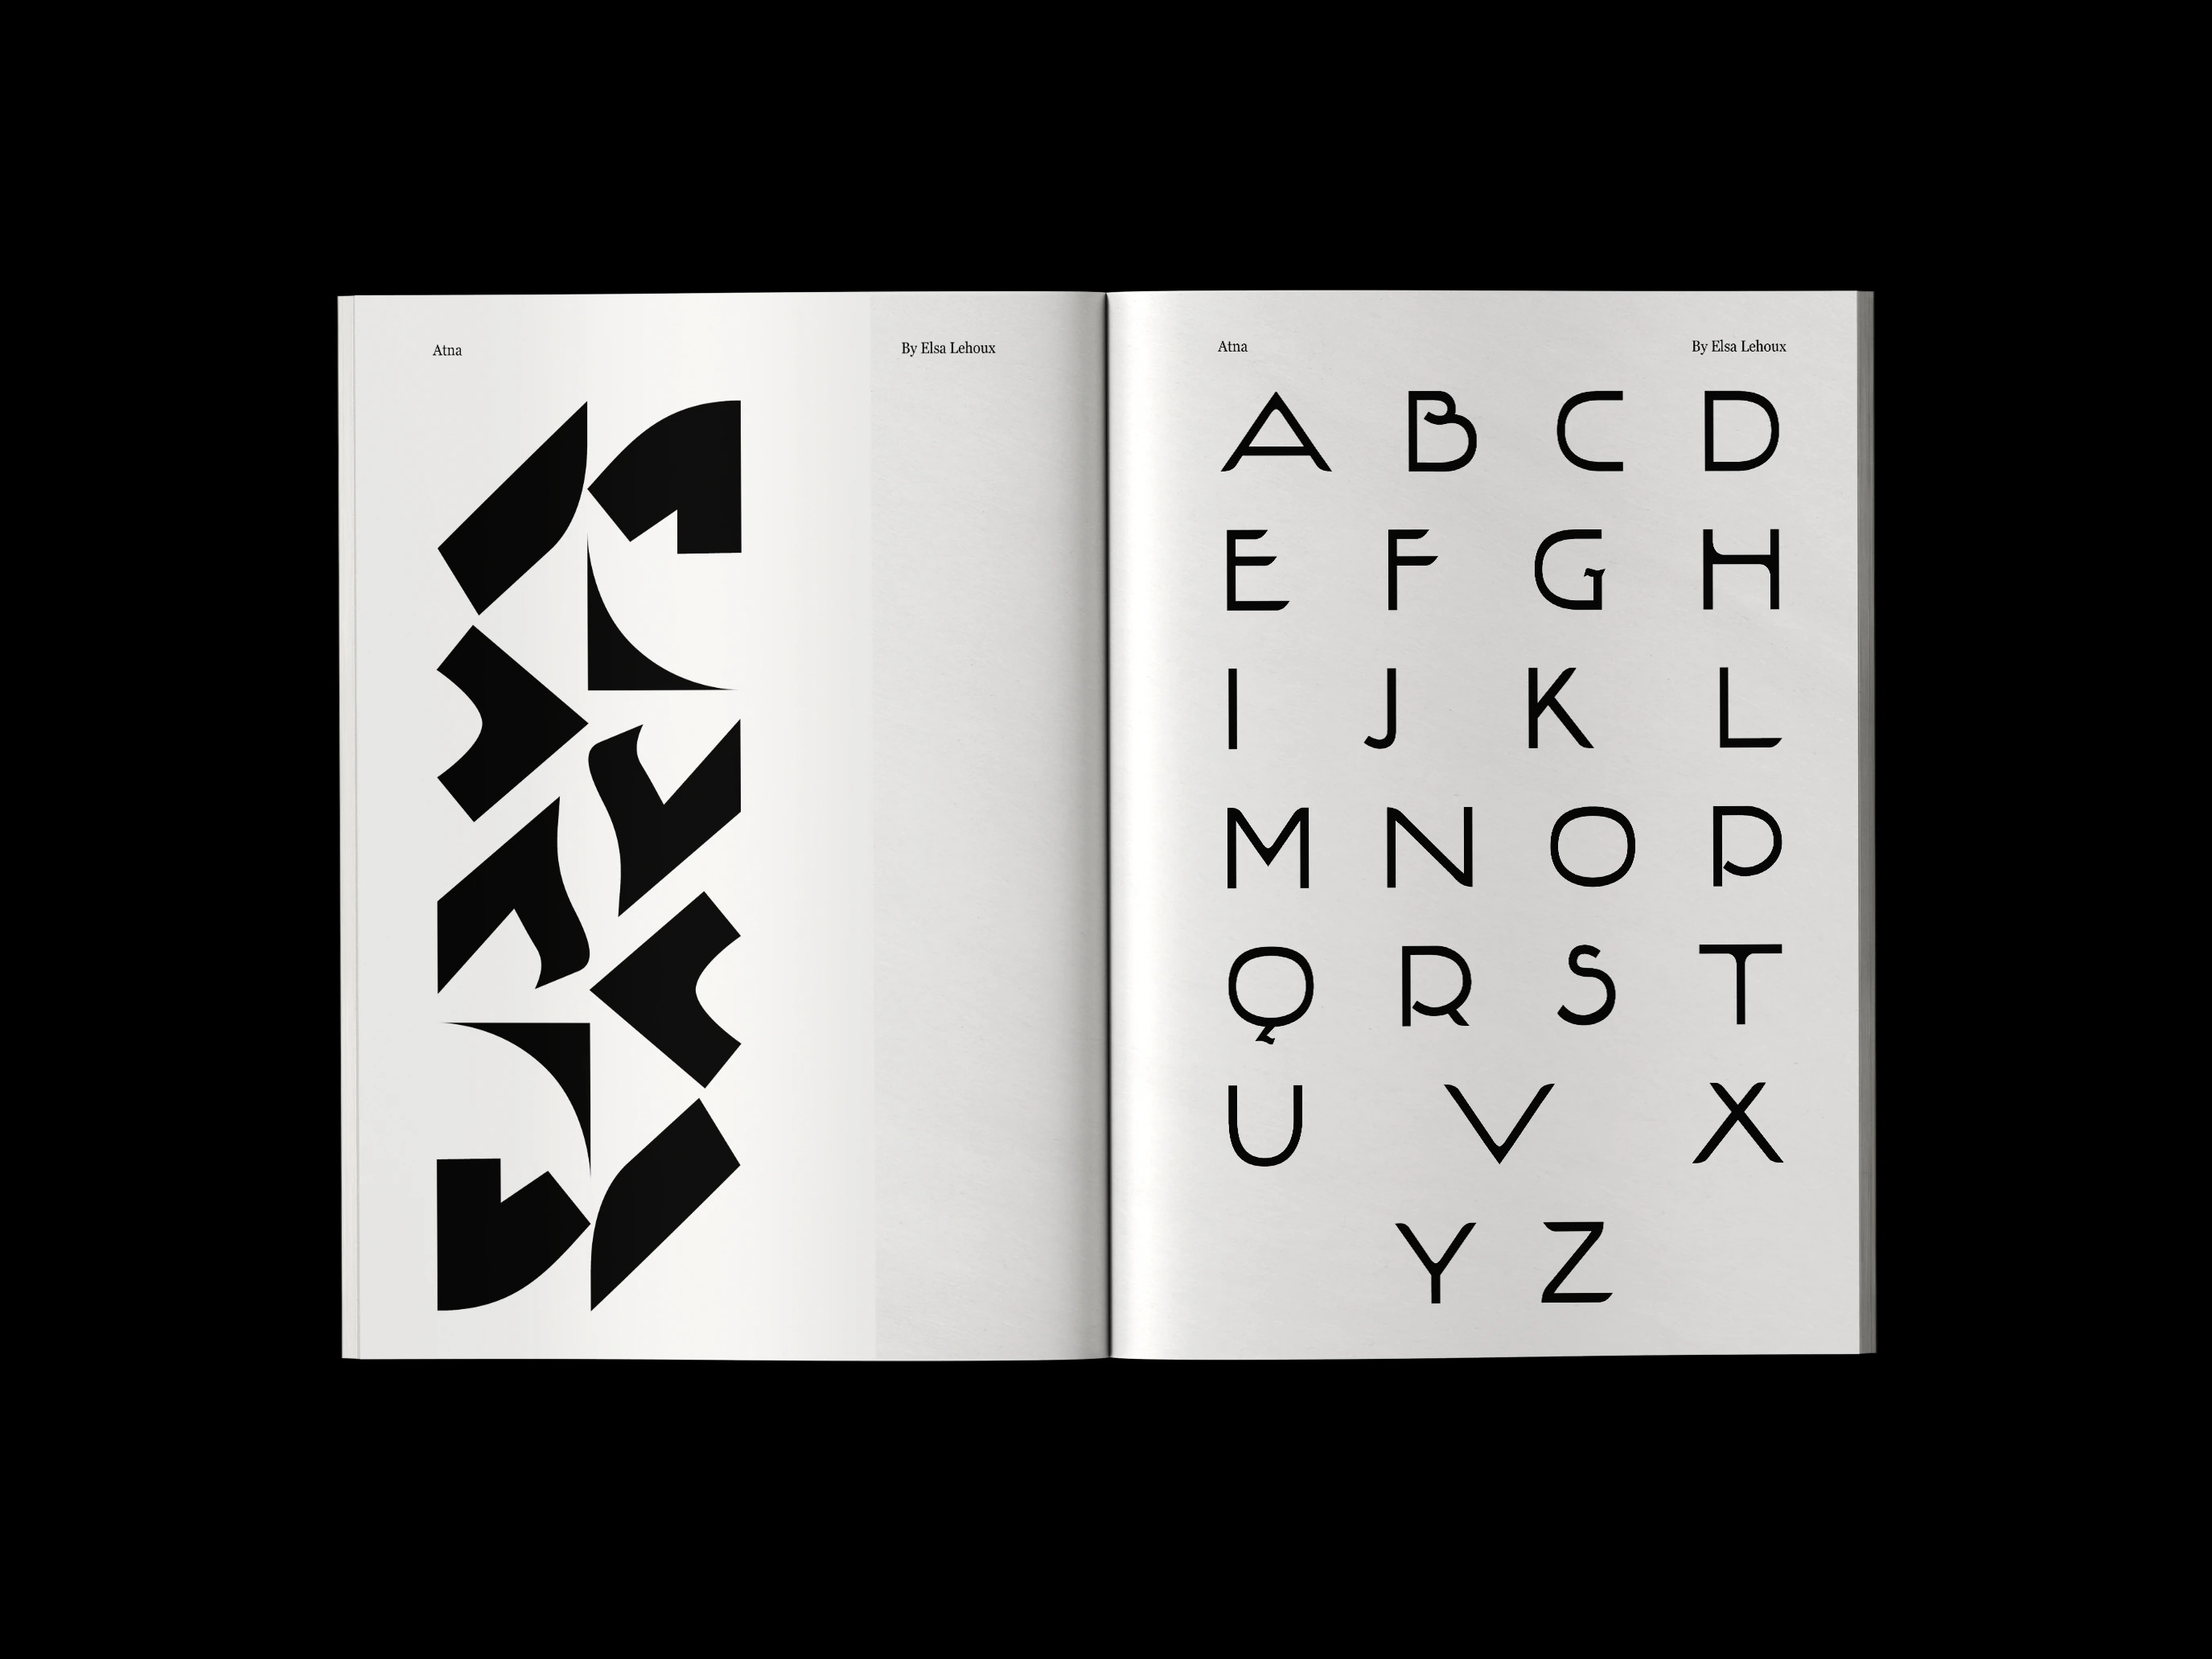 Atna
By Elsa Lehoux
Atna
By Elsa Lehoux
A B C D
E F G H
I J K L
M N O P
Q R S T
U V X
Y Z